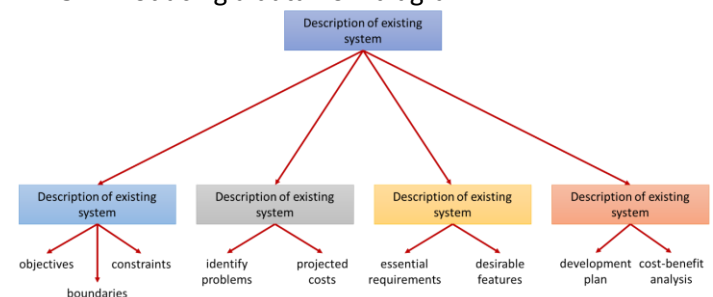 Description of existing
system
Description of existing
system
Description of existing
system
Description of existing
system
Description of existing
system
objectives
constraints
boundaries
identify
problems
projected
costs
essential
requirements
desirable
features
development
plan
cost-benefit
analysis